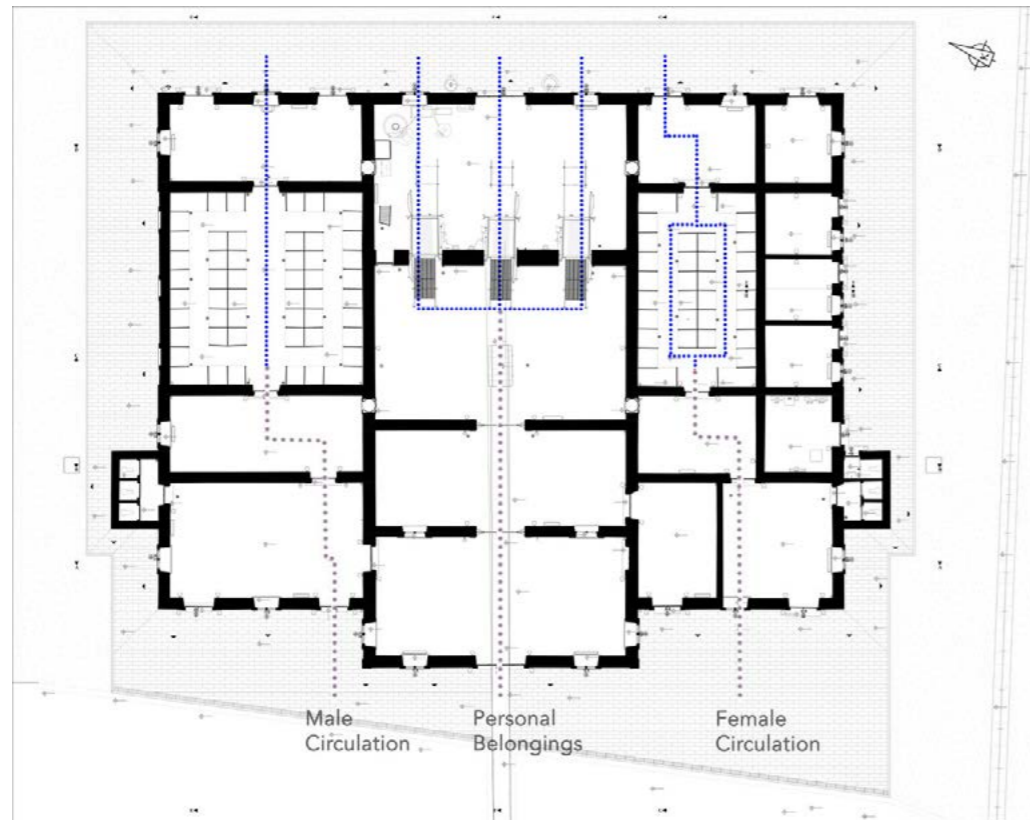 Male
Circulation
Personal
Belongings
Female
Circulation